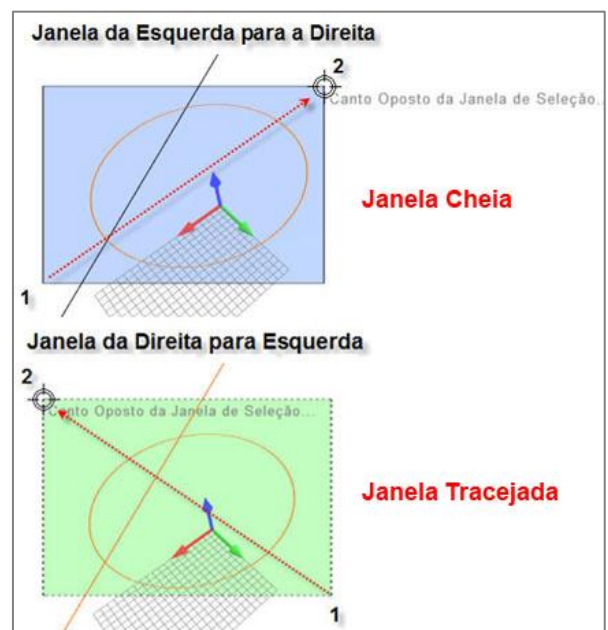 Janela da Esquerda para a Direita
2
Canto Oposto da Janela de Seleção...
Janela Cheia
1
Janela da Direita para Esquerda
2
Canto Oposto da Janela de Seleção...
Janela Tracejada
1